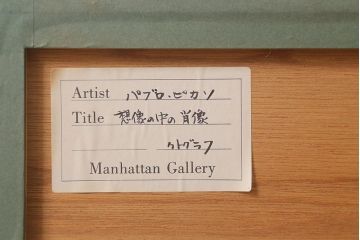 Artist パブロ・ピカソ
Title 想像の中の肖像
リトグラフ
Manhattan Gallery